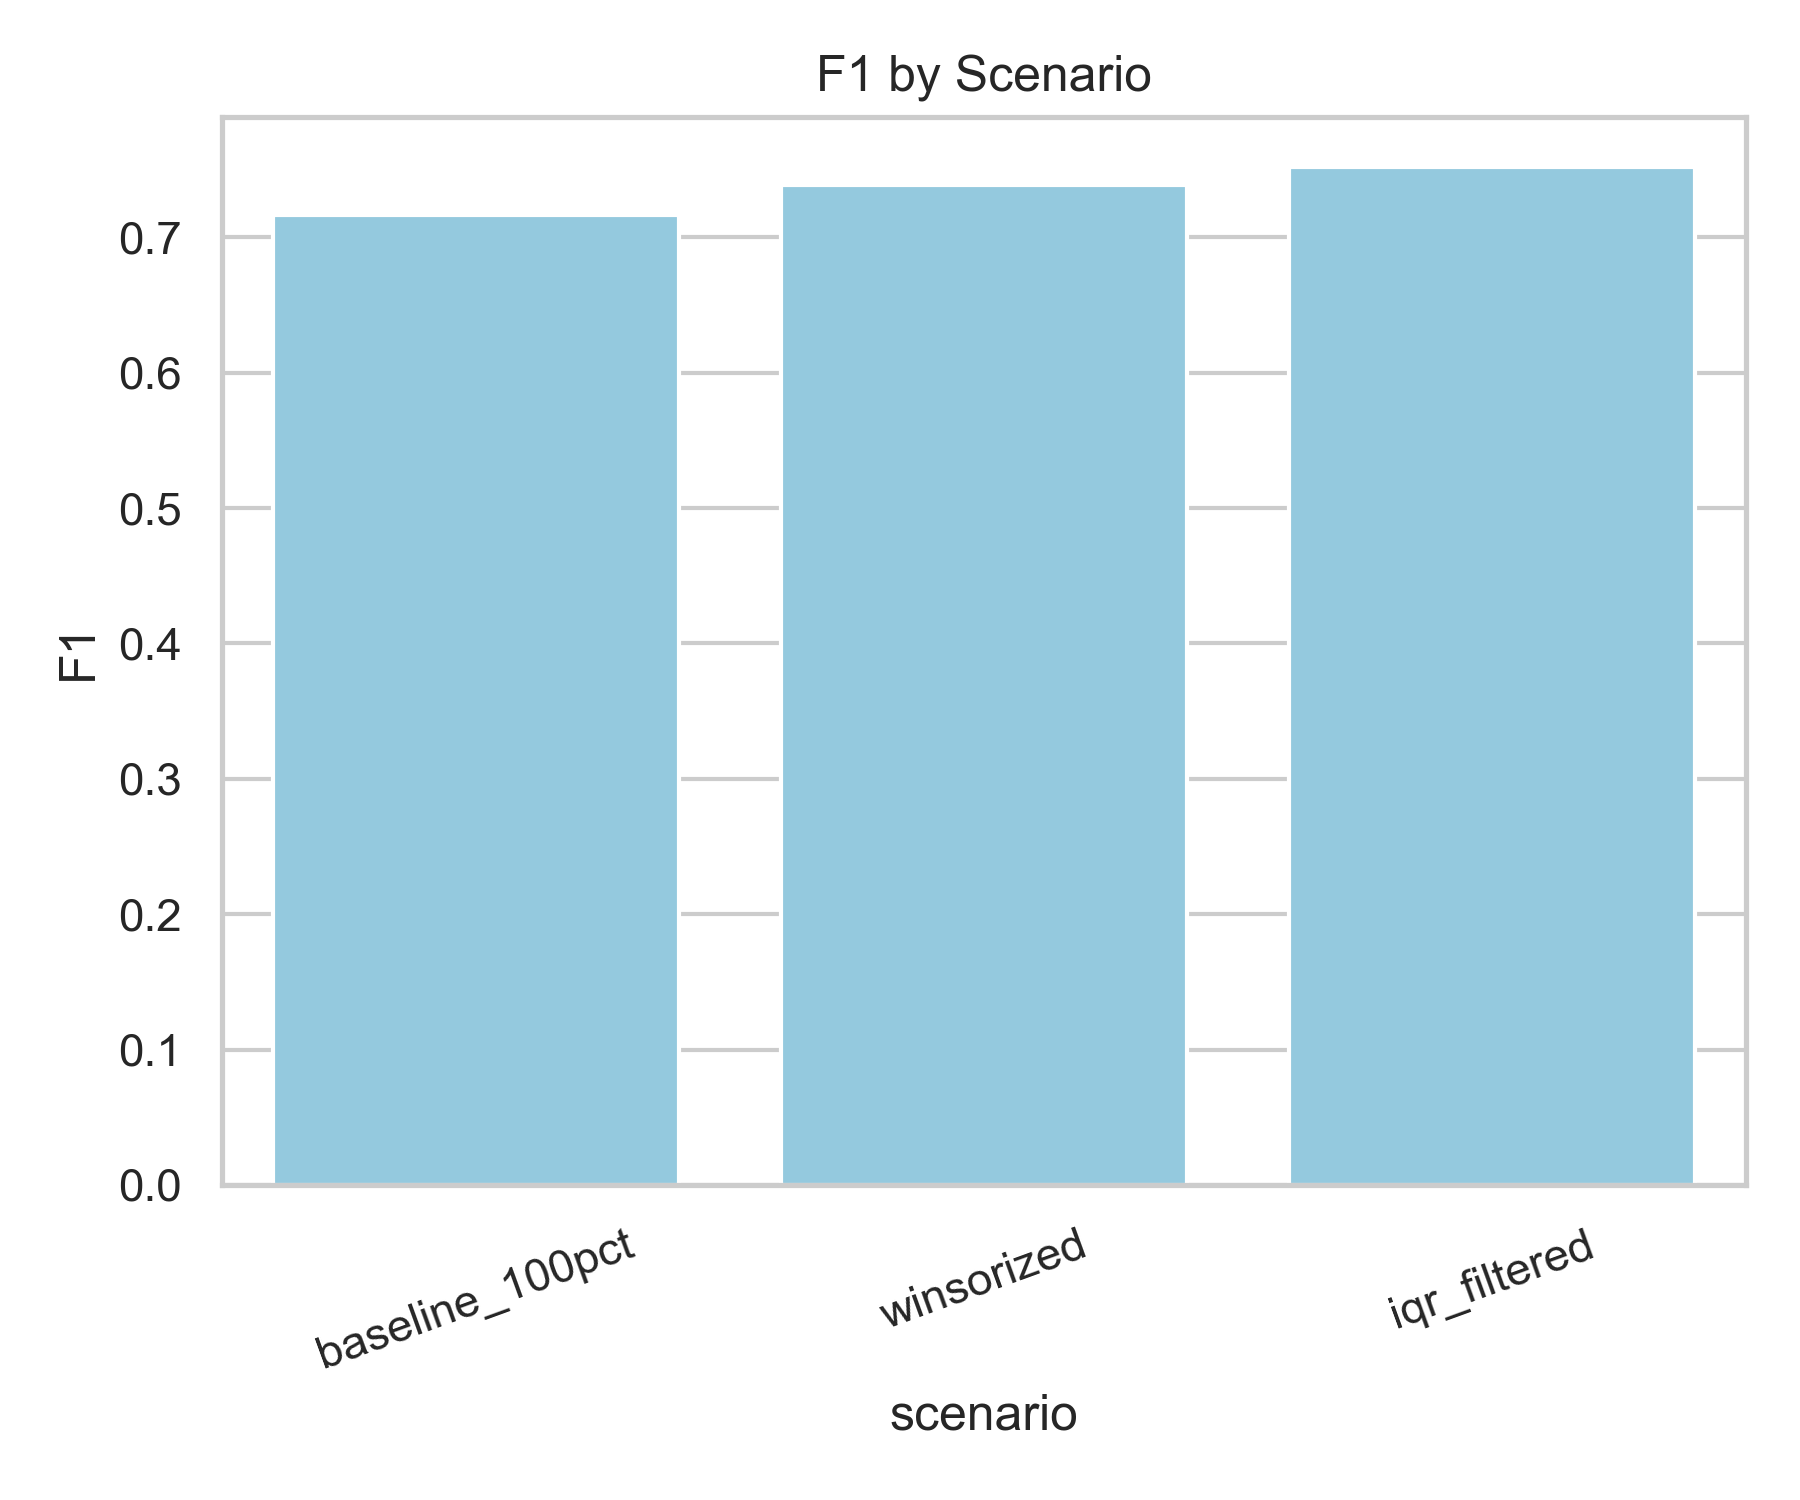 F1 by Scenario
F1
0.7
0.6
0.5
0.4
0.3
0.2
0.1
0.0
baseline_100pct
winsorized
iqr_filtered
scenario